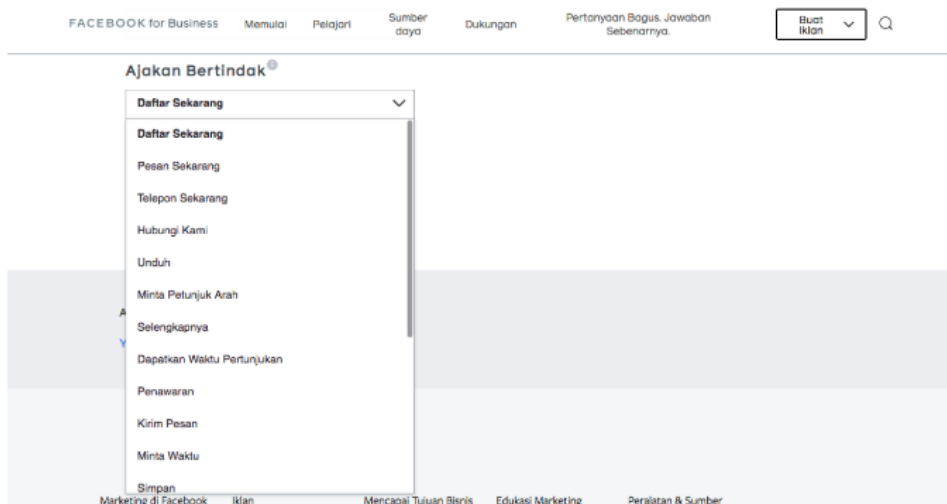 FACEBOOK for Business
Memulai
Pelajari
Sumber
daya
Dukungan
Pertanyaan Bagus. Jawaban
Sebenarnya.
Buat
Iklan
Ajakan Bertindak
Daftar Sekarang
Daftar Sekarang
Pesan Sekarang
Telepon Sekarang
Hubungi Kami
Unduh
Minta Petunjuk Arah
Selengkapnya
Dapatkan Waktu Pertunjukan
Penawaran
Kirim Pesan
Minta Waktu
Simpan
Marketing di Facebook
Iklan
Mencapai Tujuan Bisnis
Edukasi Marketing
Peralatan & Sumber